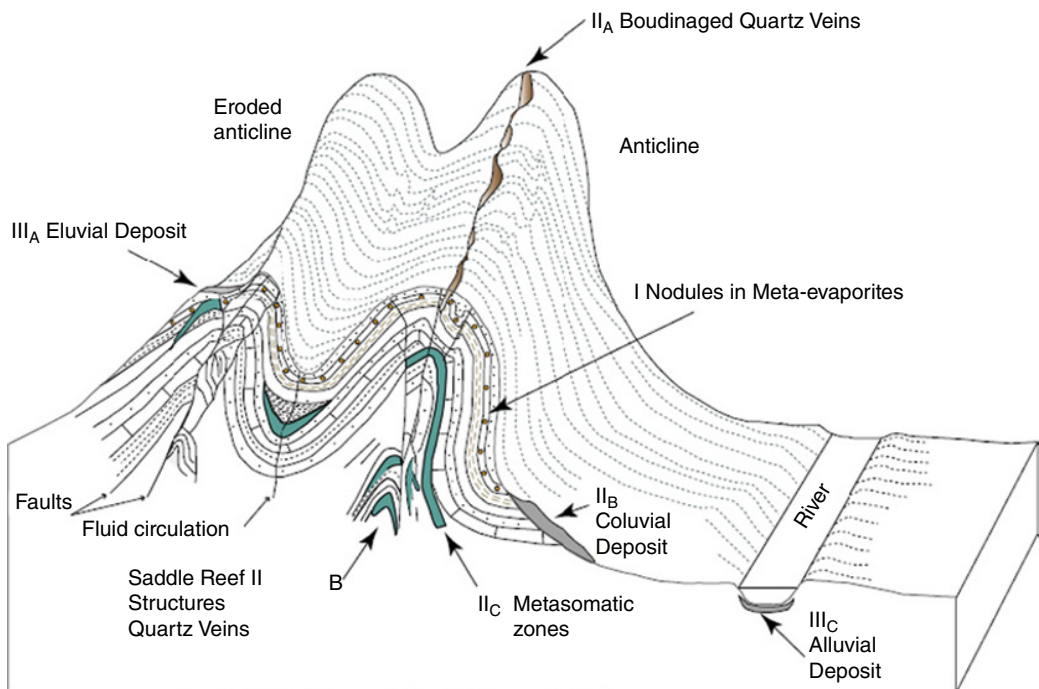 II_A Boudinaged Quartz Veins
Eroded
anticline
Anticline
III_A Eluvial Deposit
I Nodules in Meta-evaporites
Faults
Fluid circulation
Saddle Reef II
Structures
Quartz Veins
B
II_C Metasomatic
zones
II_B
Coluvial
Deposit
River
III_C
Alluvial
Deposit